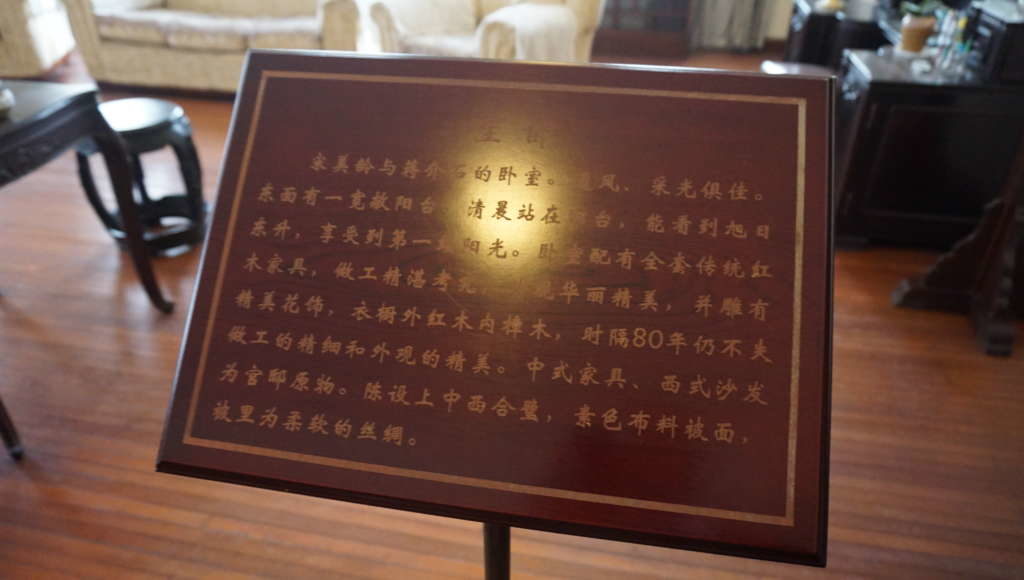 主卧
宋美龄与蒋介石的卧室。通风、采光俱佳。
东面有一宽敞阳台，清晨站在阳台，能看到旭日
东升，享受到第一缕阳光。卧室配有全套传统红
木家具，做工精湛考究，外观华丽精美，并雕有
精美花饰，衣橱外红木内樟木，时隔80年仍不失
做工的精细和外观的精美。中式家具、西式沙发
为官邸原物。陈设上中西合璧，素色布料被面，
被里为柔软的丝绸。